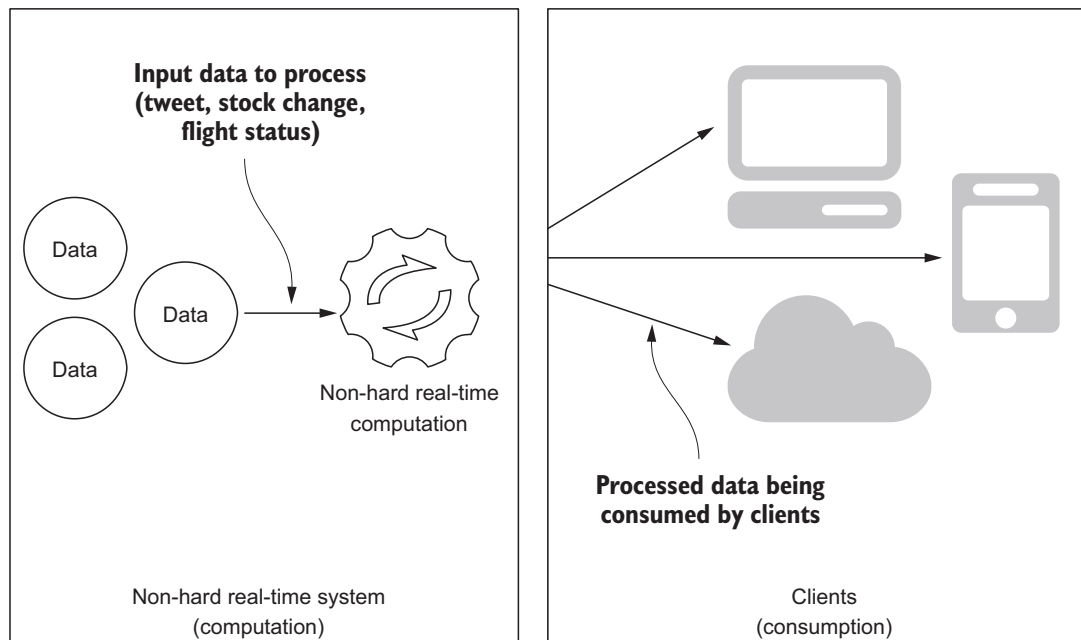 Input data to process
(tweet, stock change,
flight status)
Data
Data
Data
Non-hard real-time
computation
Non-hard real-time system
(computation)
Processed data being
consumed by clients
Clients
(consumption)